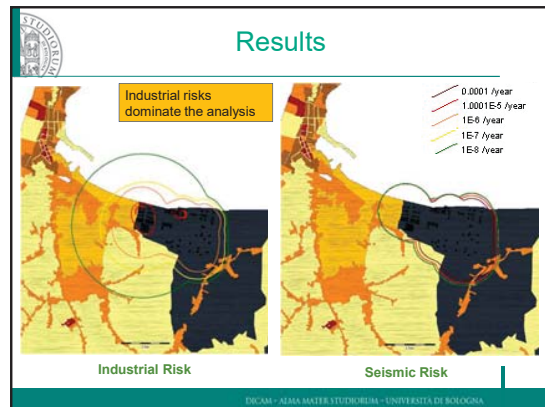 Results
Industrial risks
dominate the analysis
0.0001 /year
1.0001E-5 /year
1E-6 /year
1E-7 /year
1E-8 /year
Industrial Risk
Seismic Risk
DICAM - ALMA MATER STUDIORUM – UNIVERSITÀ DI BOLOGNA